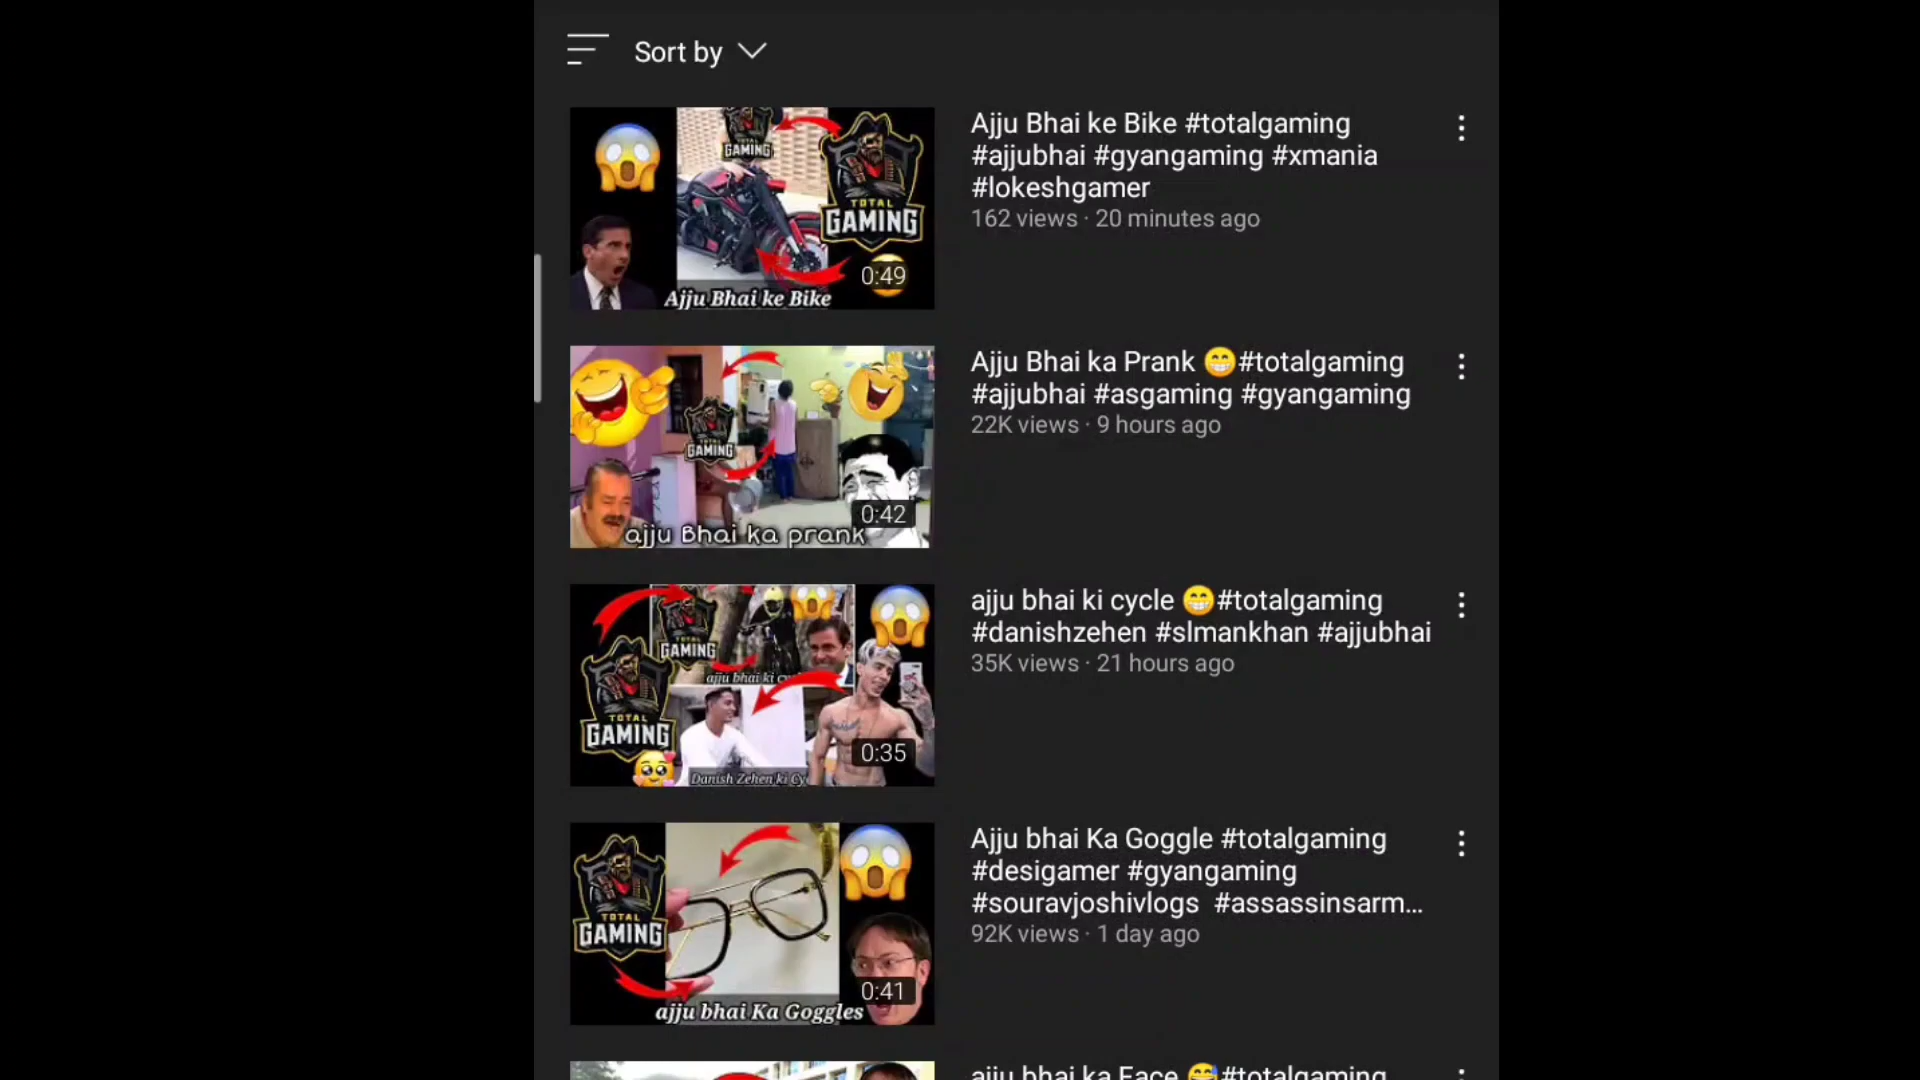 Sort by
TOTAL
GAMING
GAMING
0:49
Ajju Bhai ke Bike
Ajju Bhai ke Bike #totalgaming
#ajjubhai #gyangaming #xmania
#lokeshgamer
162 views · 20 minutes ago
GAMING
0:42
ajju Bhai ka prank
Ajju Bhai ka Prank 😁#totalgaming
#ajjubhai #asgaming #gyangaming
22K views · 9 hours ago
GAMING
ajju bhai ki
TOTAL
GAMING
0:35
Danish Zehen ki Cy
ajju bhai ki cycle 😁#totalgaming
#danishzehen #slmankhan #ajjubhai
35K views · 21 hours ago
TOTAL
GAMING
0:41
ajju bhai Ka Goggles
Ajju bhai Ka Goggle #totalgaming
#desigamer #gyangaming
#souravjoshivlogs #assassinsarm...
92K views · 1 day ago
ajju bhai ka Face 😅#totalgaming